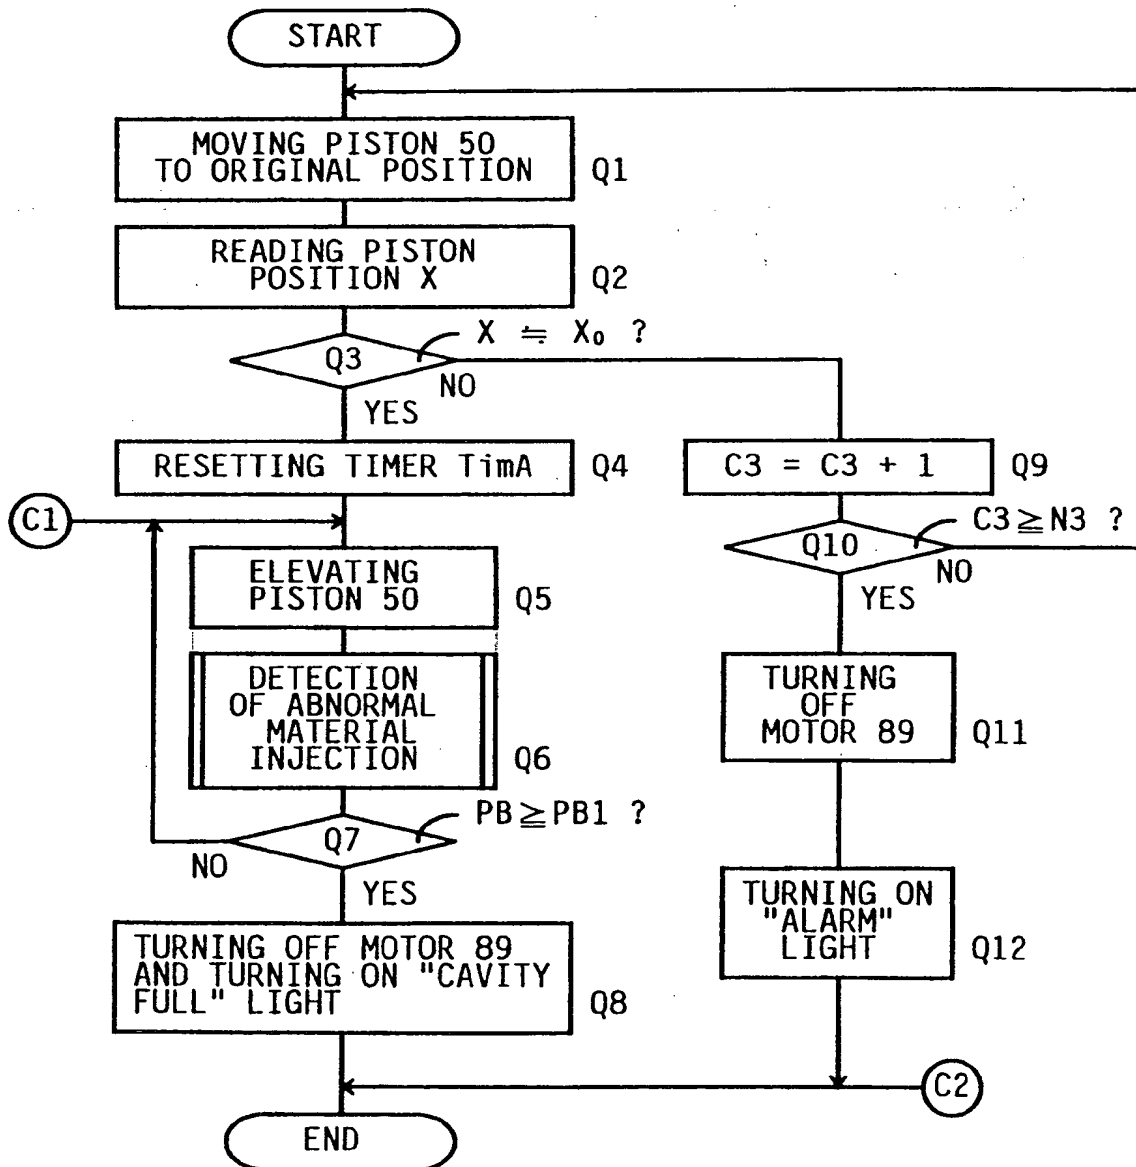 START
MOVING PISTON 50
TO ORIGINAL POSITION
Q1
READING PISTON
POSITION X
Q2
X ≒ X₀ ?
Q3
NO
YES
RESETTING TIMER TimA
Q4
C3 = C3 + 1
Q9
C1
C3≧N3 ?
Q10
NO
YES
ELEVATING
PISTON 50
Q5
DETECTION
OF ABNORMAL
MATERIAL
INJECTION
Q6
TURNING
OFF
MOTOR 89
Q11
PB≧PB1 ?
Q7
NO
YES
TURNING OFF MOTOR 89
AND TURNING ON "CAVITY
FULL" LIGHT
Q8
TURNING ON
"ALARM"
LIGHT
Q12
C2
END